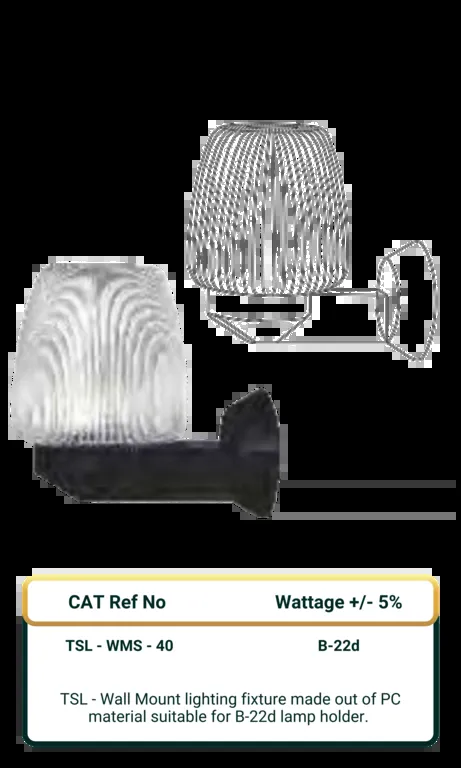 CAT Ref No Wattage +/- 5%
TSL - WMS - 40 B-22d
TSL - Wall Mount lighting fixture made out of PC
material suitable for B-22d lamp holder.